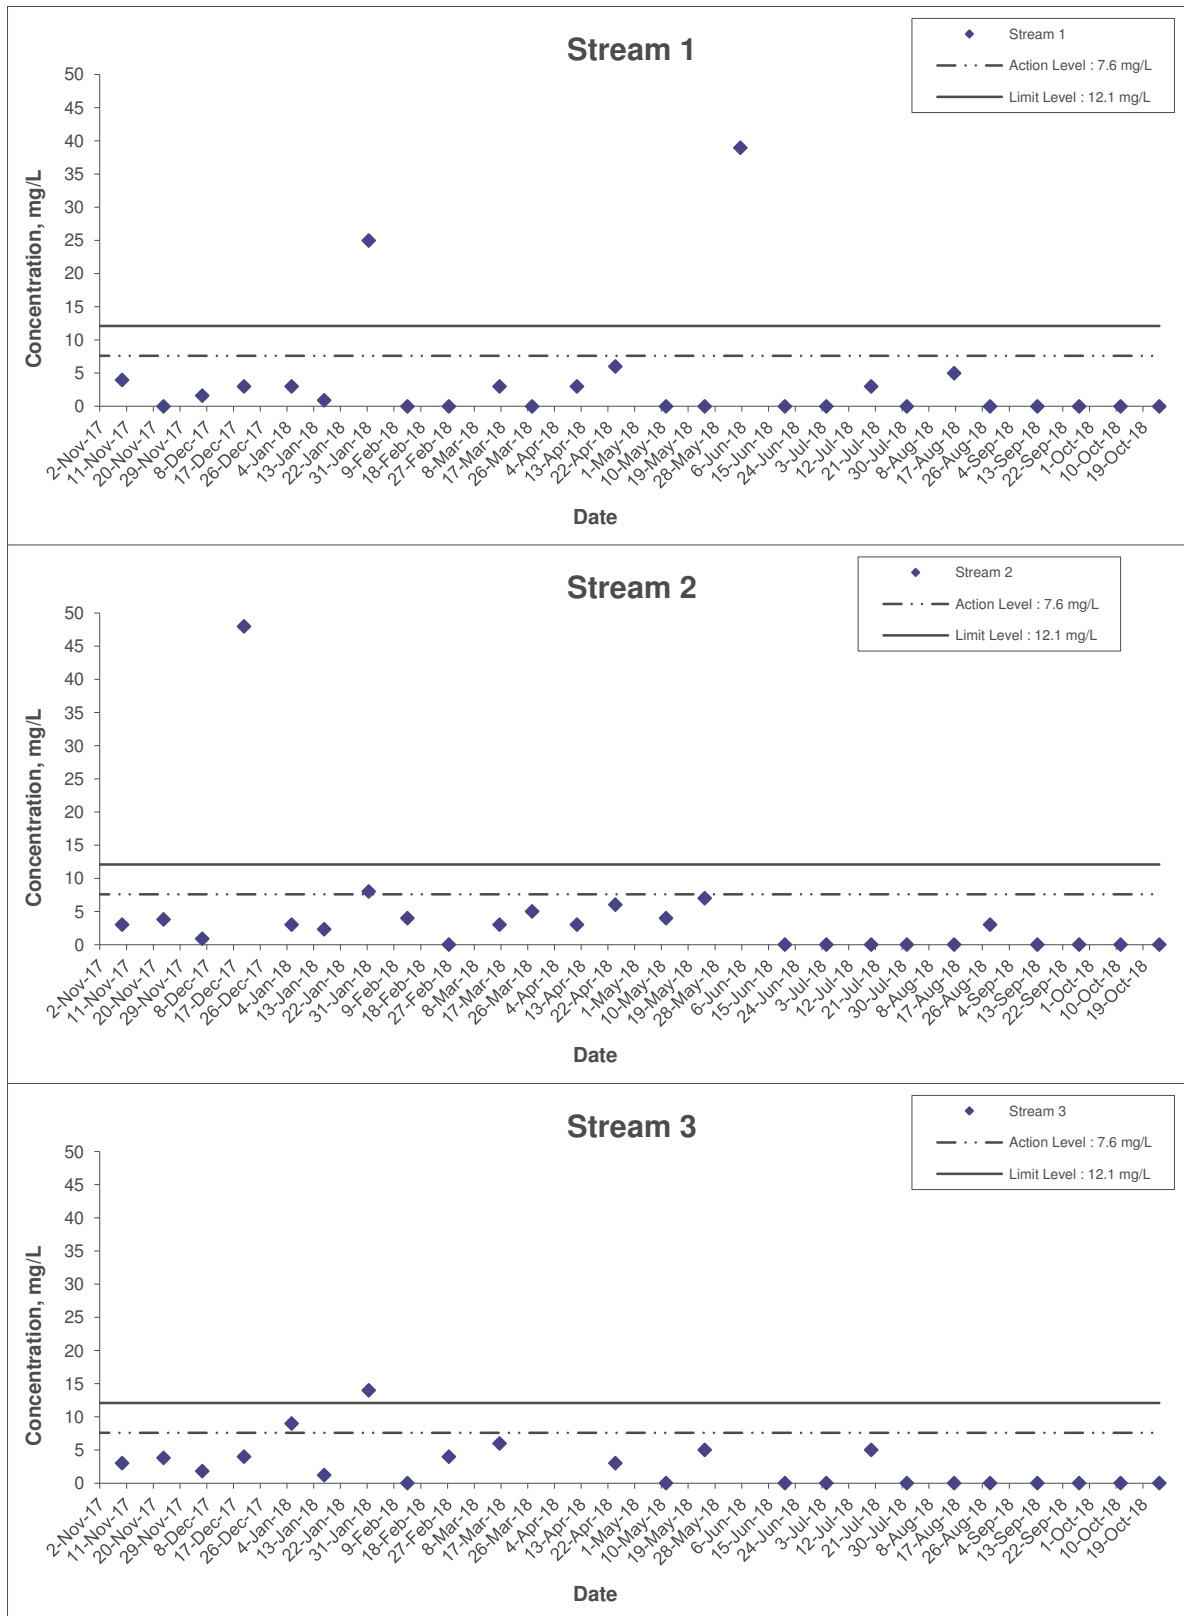 Stream 1
Stream 1
Action Level : 7.6 mg/L
Limit Level : 12.1 mg/L
Concentration, mg/L
50
45
40
35
30
25
20
15
10
5
0
2-Nov-17
11-Nov-17
20-Nov-17
29-Nov-17
8-Dec-17
17-Dec-17
26-Dec-17
4-Jan-18
13-Jan-18
22-Jan-18
31-Jan-18
9-Feb-18
18-Feb-18
27-Feb-18
8-Mar-18
17-Mar-18
26-Mar-18
4-Apr-18
13-Apr-18
22-Apr-18
1-May-18
10-May-18
19-May-18
28-May-18
6-Jun-18
15-Jun-18
24-Jun-18
3-Jul-18
12-Jul-18
21-Jul-18
30-Jul-18
8-Aug-18
17-Aug-18
26-Aug-18
4-Sep-18
13-Sep-18
22-Sep-18
1-Oct-18
10-Oct-18
19-Oct-18
Date
Stream 2
Stream 2
Action Level : 7.6 mg/L
Limit Level : 12.1 mg/L
Concentration, mg/L
50
45
40
35
30
25
20
15
10
5
0
2-Nov-17
11-Nov-17
20-Nov-17
29-Nov-17
8-Dec-17
17-Dec-17
26-Dec-17
4-Jan-18
13-Jan-18
22-Jan-18
31-Jan-18
9-Feb-18
18-Feb-18
27-Feb-18
8-Mar-18
17-Mar-18
26-Mar-18
4-Apr-18
13-Apr-18
22-Apr-18
1-May-18
10-May-18
19-May-18
28-May-18
6-Jun-18
15-Jun-18
24-Jun-18
3-Jul-18
12-Jul-18
21-Jul-18
30-Jul-18
8-Aug-18
17-Aug-18
26-Aug-18
4-Sep-18
13-Sep-18
22-Sep-18
1-Oct-18
10-Oct-18
19-Oct-18
Date
Stream 3
Stream 3
Action Level : 7.6 mg/L
Limit Level : 12.1 mg/L
Concentration, mg/L
50
45
40
35
30
25
20
15
10
5
0
2-Nov-17
11-Nov-17
20-Nov-17
29-Nov-17
8-Dec-17
17-Dec-17
26-Dec-17
4-Jan-18
13-Jan-18
22-Jan-18
31-Jan-18
9-Feb-18
18-Feb-18
27-Feb-18
8-Mar-18
17-Mar-18
26-Mar-18
4-Apr-18
13-Apr-18
22-Apr-18
1-May-18
10-May-18
19-May-18
28-May-18
6-Jun-18
15-Jun-18
24-Jun-18
3-Jul-18
12-Jul-18
21-Jul-18
30-Jul-18
8-Aug-18
17-Aug-18
26-Aug-18
4-Sep-18
13-Sep-18
22-Sep-18
1-Oct-18
10-Oct-18
19-Oct-18
Date